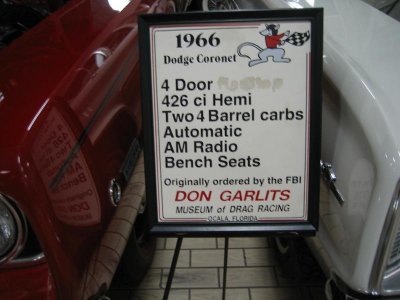 1966
Dodge Coronet
4 Door
426 ci Hemi
Two 4 Barrel carbs
Automatic
AM Radio
Bench Seats
Originally ordered by the FBI
DON GARLITS
MUSEUM of DRAG RACING
OCALA, FLORIDA